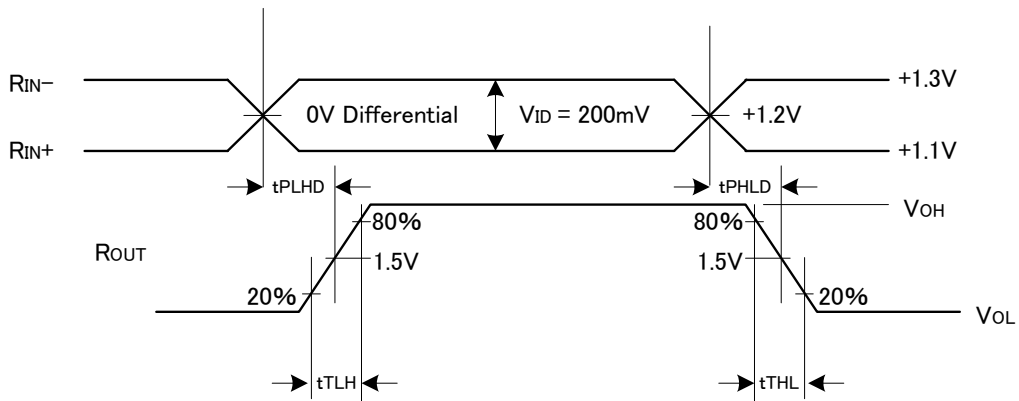 RIN− +1.3V
0V Differential VID = 200mV +1.2V
RIN+ +1.1V
tPLHD tPHLD
80% 80% VOH
ROUT 1.5V 1.5V
20% 20%
VOL
tTLH tTHL